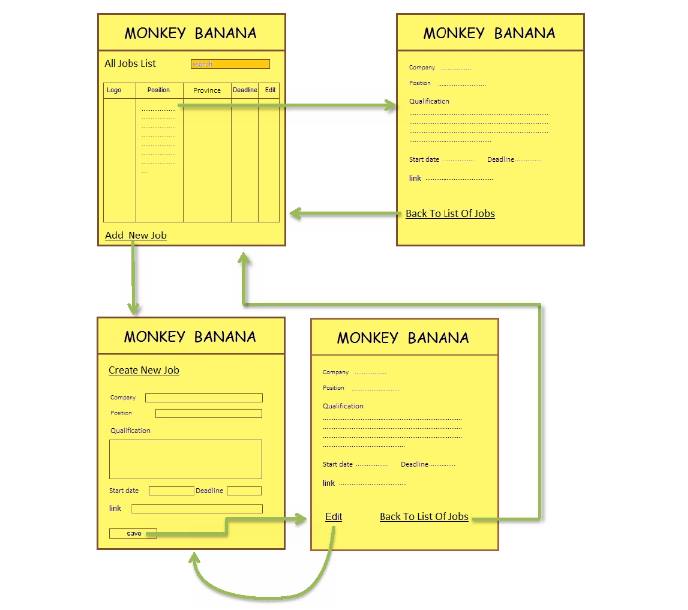 MONKEY BANANA
All Jobs List
search
Logo Position Province Deadline Edit
Add New Job
MONKEY BANANA
Company ..............
Position ..............
Qualification
Start date .............. Deadline..............
link ..............
Back To List Of Jobs
MONKEY BANANA
Create New Job
Company
Position
Qualification
Start date Deadline
link
save
MONKEY BANANA
Company ..............
Position ..............
Qualification
Start date .............. Deadline ..............
link ..............
Edit Back To List Of Jobs